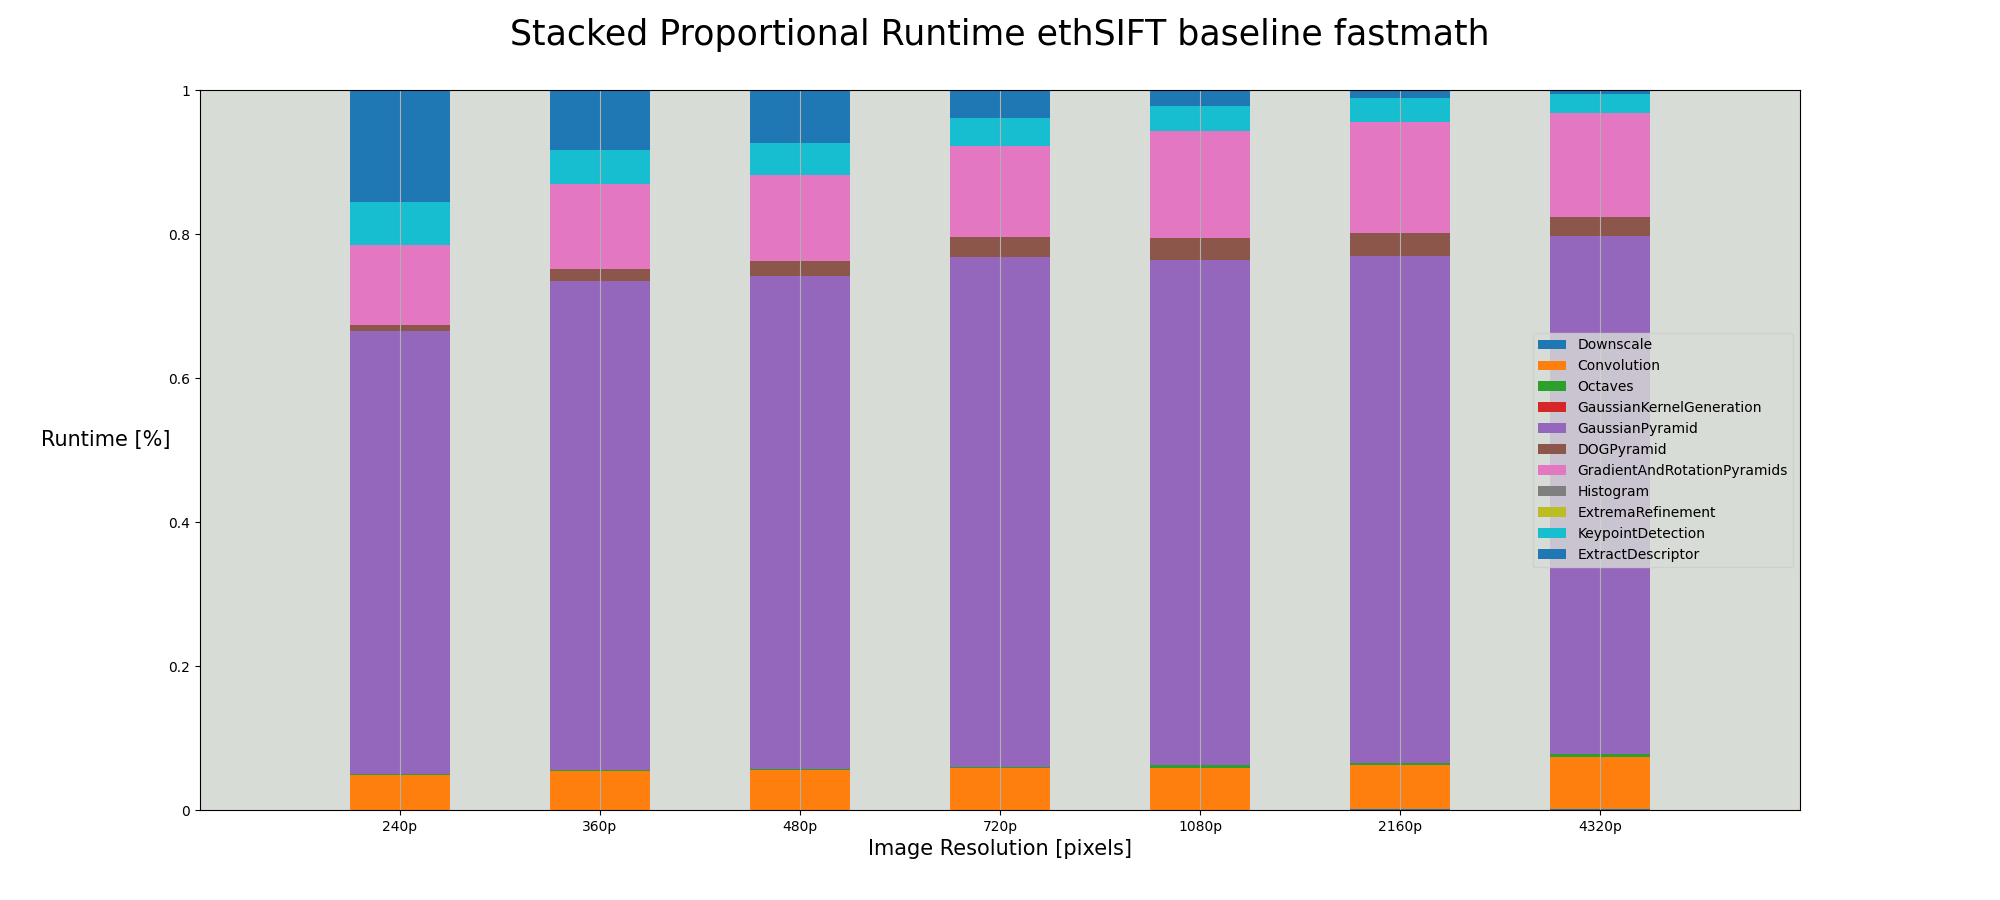 Stacked Proportional Runtime ethSIFT baseline fastmath
1
0.8
0.6
0.4
0.2
0
Runtime [%]
Downscale
Convolution
Octaves
GaussianKernelGeneration
GaussianPyramid
DOGPyramid
GradientAndRotationPyramids
Histogram
ExtremaRefinement
KeypointDetection
ExtractDescriptor
240p 360p 480p 720p 1080p 2160p 4320p
Image Resolution [pixels]